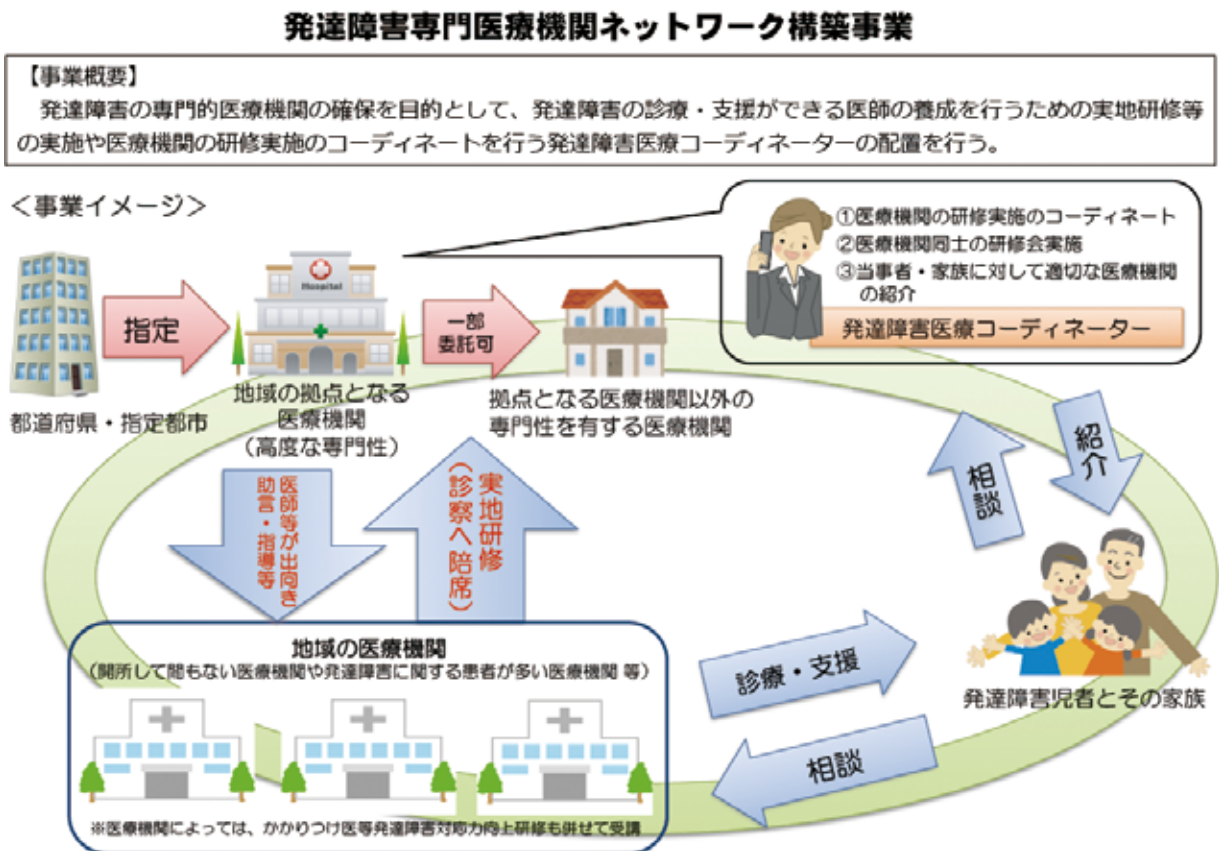 発達障害専門医療機関ネットワーク構築事業
【事業概要】
発達障害の専門的医療機関の確保を目的として、発達障害の診療・支援ができる医師の養成を行うための実地研修等
の実施や医療機関の研修実施のコーディネートを行う発達障害医療コーディネーターの配置を行う。
＜事業イメージ＞
①医療機関の研修実施のコーディネート
②医療機関同士の研修会実施
③当事者・家族に対して適切な医療機関
の紹介
発達障害医療コーディネーター
指定
Hospital
一部
委託可
都道府県・指定都市
地域の拠点となる
医療機関
（高度な専門性）
拠点となる医療機関以外の
専門性を有する医療機関
医師等が出向き
助言・指導等
実地研修
（診察へ陪席）
相談
紹介
地域の医療機関
（開所して間もない医療機関や発達障害に関する患者が多い医療機関 等）
※医療機関によっては、かかりつけ医等発達障害対応力向上研修も併せて受講
診療・支援
相談
発達障害児者とその家族